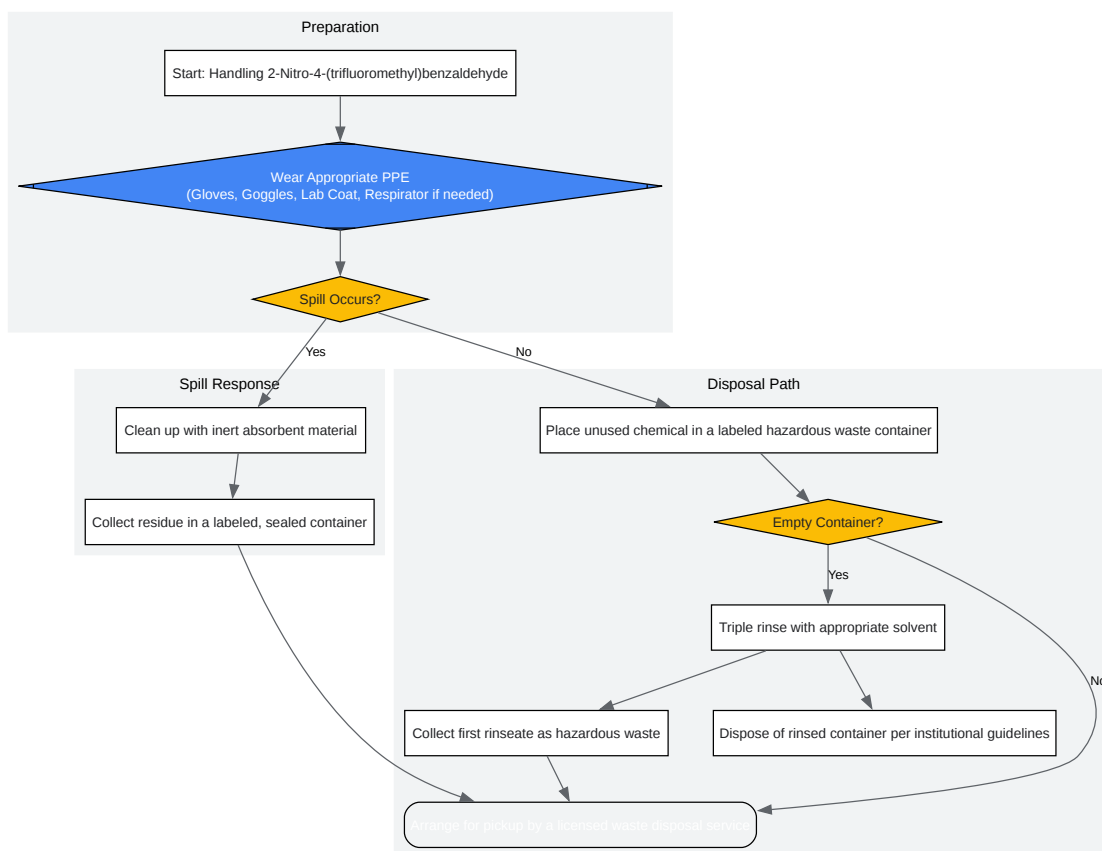 Preparation
Start: Handling 2-Nitro-4-(trifluoromethyl)benzaldehyde
Wear Appropriate PPE
(Gloves, Goggles, Lab Coat, Respirator if needed)
Spill Occurs?
Yes
No
Spill Response
Disposal Path
Clean up with inert absorbent material
Place unused chemical in a labeled hazardous waste container
Collect residue in a labeled, sealed container
Empty Container?
Yes
Triple rinse with appropriate solvent
No
Collect first rinseate as hazardous waste
Dispose of rinsed container per institutional guidelines
Arrange for pickup by a licensed waste disposal service